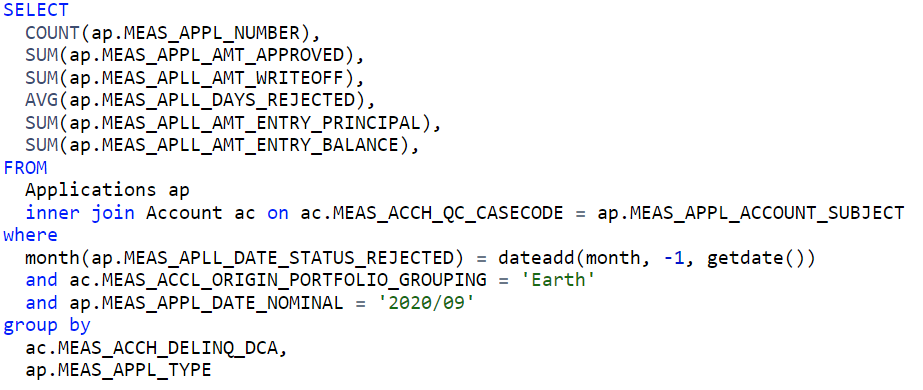 SELECT
COUNT(ap.MEAS_APPL_NUMBER),
SUM(ap.MEAS_APPL_AMT_APPROVED),
SUM(ap.MEAS_APLL_AMT_WRITEOFF),
AVG(ap.MEAS_APLL_DAYS_REJECTED),
SUM(ap.MEAS_APLL_AMT_ENTRY_PRINCIPAL),
SUM(ap.MEAS_APLL_AMT_ENTRY_BALANCE),
FROM
Applications ap
inner join Account ac on ac.MEAS_ACCH_QC_CASECODE = ap.MEAS_APPL_ACCOUNT_SUBJECT
where
month(ap.MEAS_APLL_DATE_STATUS_REJECTED) = dateadd(month, -1, getdate())
and ac.MEAS_ACCL_ORIGIN_PORTFOLIO_GROUPING = 'Earth'
and ap.MEAS_APPL_DATE_NOMINAL = '2020/09'
group by
ac.MEAS_ACCH_DELINQ_DCA,
ap.MEAS_APPL_TYPE